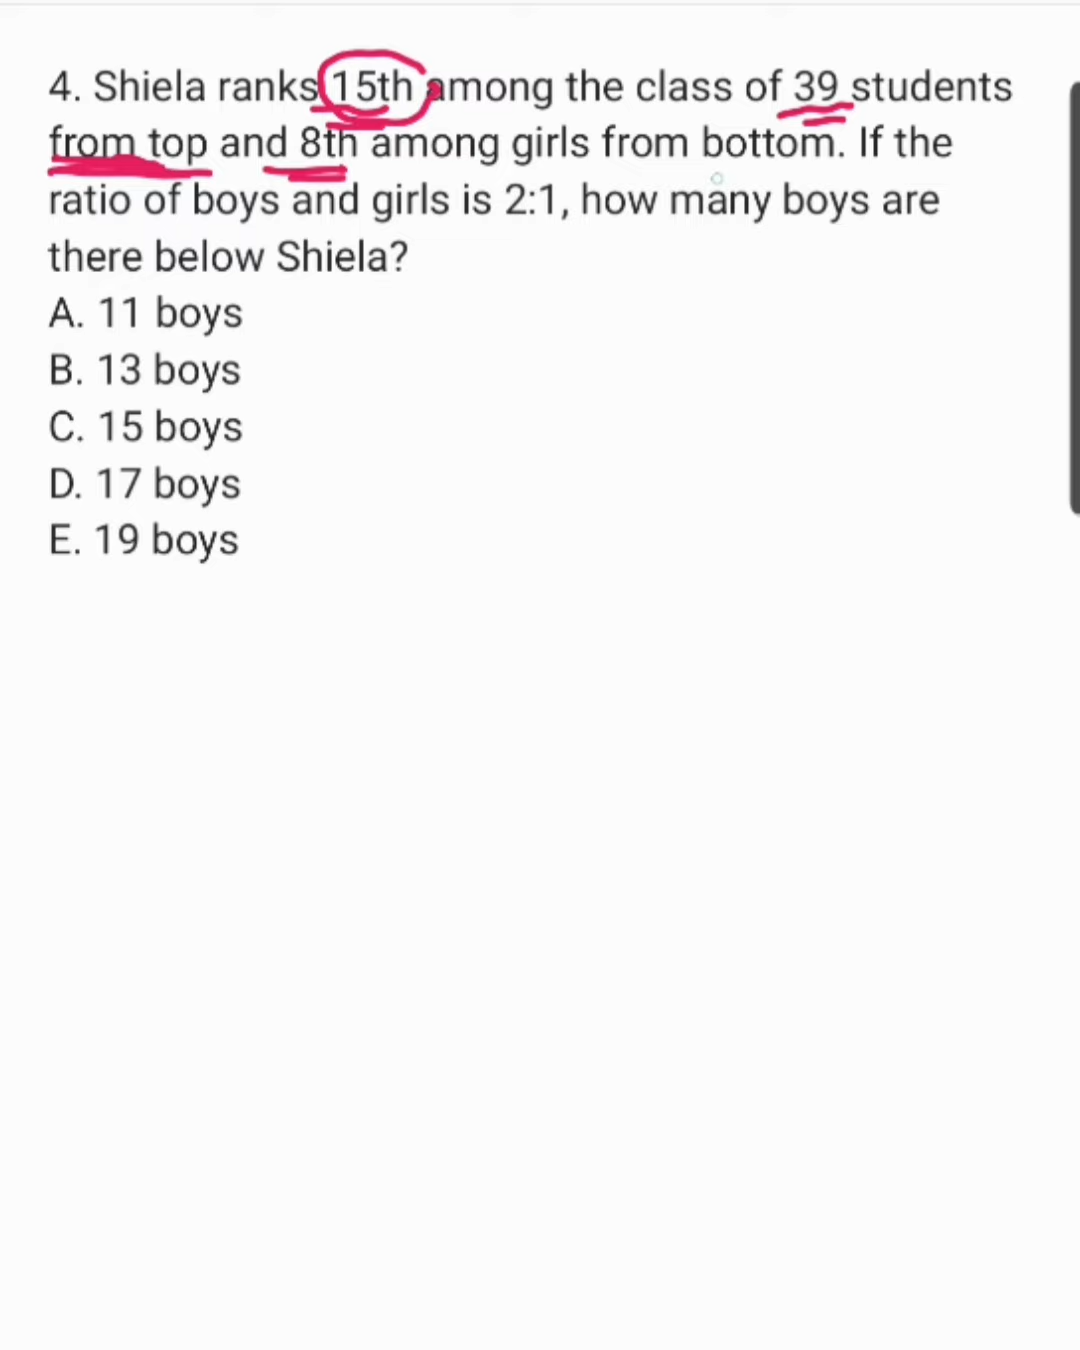 4. Shiela ranks 15th among the class of 39 students
from top and 8th among girls from bottom. If the
ratio of boys and girls is 2:1, how many boys are
there below Shiela?
A. 11 boys
B. 13 boys
C. 15 boys
D. 17 boys
E. 19 boys